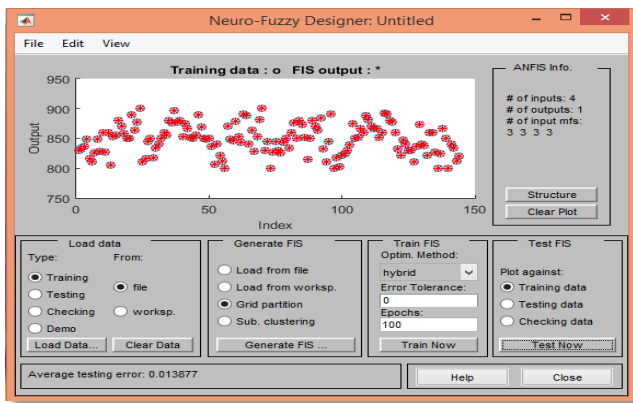 Neuro-Fuzzy Designer: Untitled
File Edit View
Training data : o FIS output : *
950
900
850
800
750
Output
0 50 100 150
Index
ANFIS Info.
# of inputs: 4
# of outputs: 1
# of input mfs:
3 3 3 3
Structure
Clear Plot
Load data
Type: From:
Training
Testing
Checking
Demo
file
worksp.
Load Data... Clear Data
Generate FIS
Load from file
Load from worksp.
Grid partition
Sub. clustering
Generate FIS ...
Train FIS
Optim. Method:
hybrid
Error Tolerance:
0
Epochs:
100
Train Now
Test FIS
Plot against:
Training data
Testing data
Checking data
Test Now
Average testing error: 0.013877
Help Close